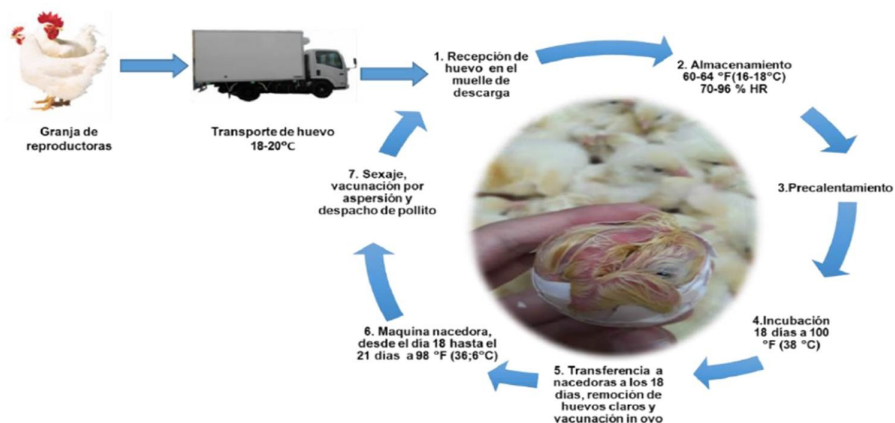 Granja de
reproductoras
Transporte de huevo
18-20°C
1. Recepción de
huevo en el
muelle de
descarga
2. Almacenamiento
60-64 °F(16-18°C)
70-96 % HR
3.Precalentamiento
4.Incubación
18 días a 100
°F (38 °C)
5. Transferencia a
nacedoras a los 18
días, remoción de
huevos claros y
vacunación in ovo
6. Maquina nacedora,
desde el día 18 hasta el
21 días a 98 °F (36;6°C)
7. Sexaje,
vacunación por
aspersión y
despacho de pollito